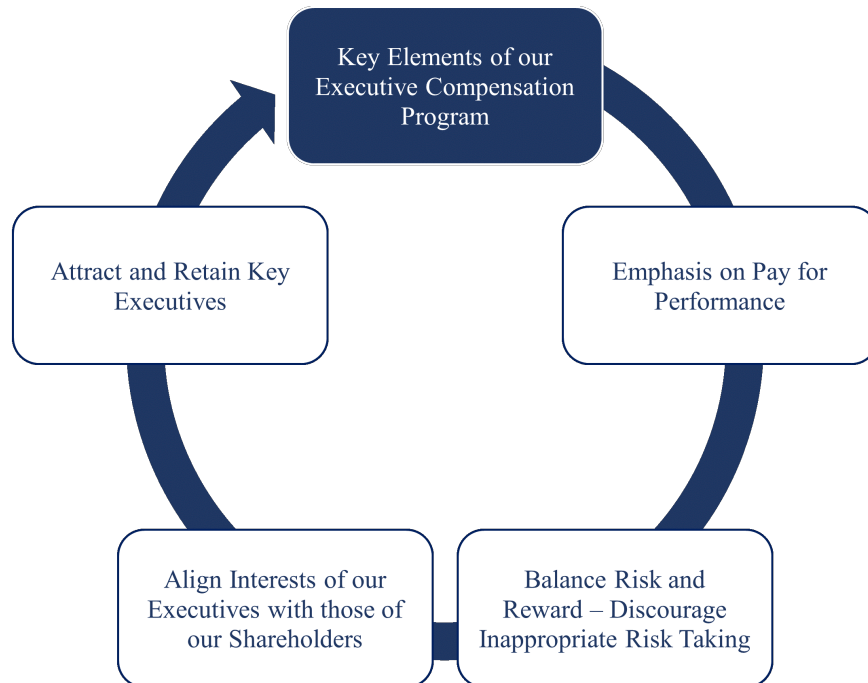 Key Elements of our
Executive Compensation
Program
Emphasis on Pay for
Performance
Balance Risk and
Reward – Discourage
Inappropriate Risk Taking
Align Interests of our
Executives with those of
our Shareholders
Attract and Retain Key
Executives